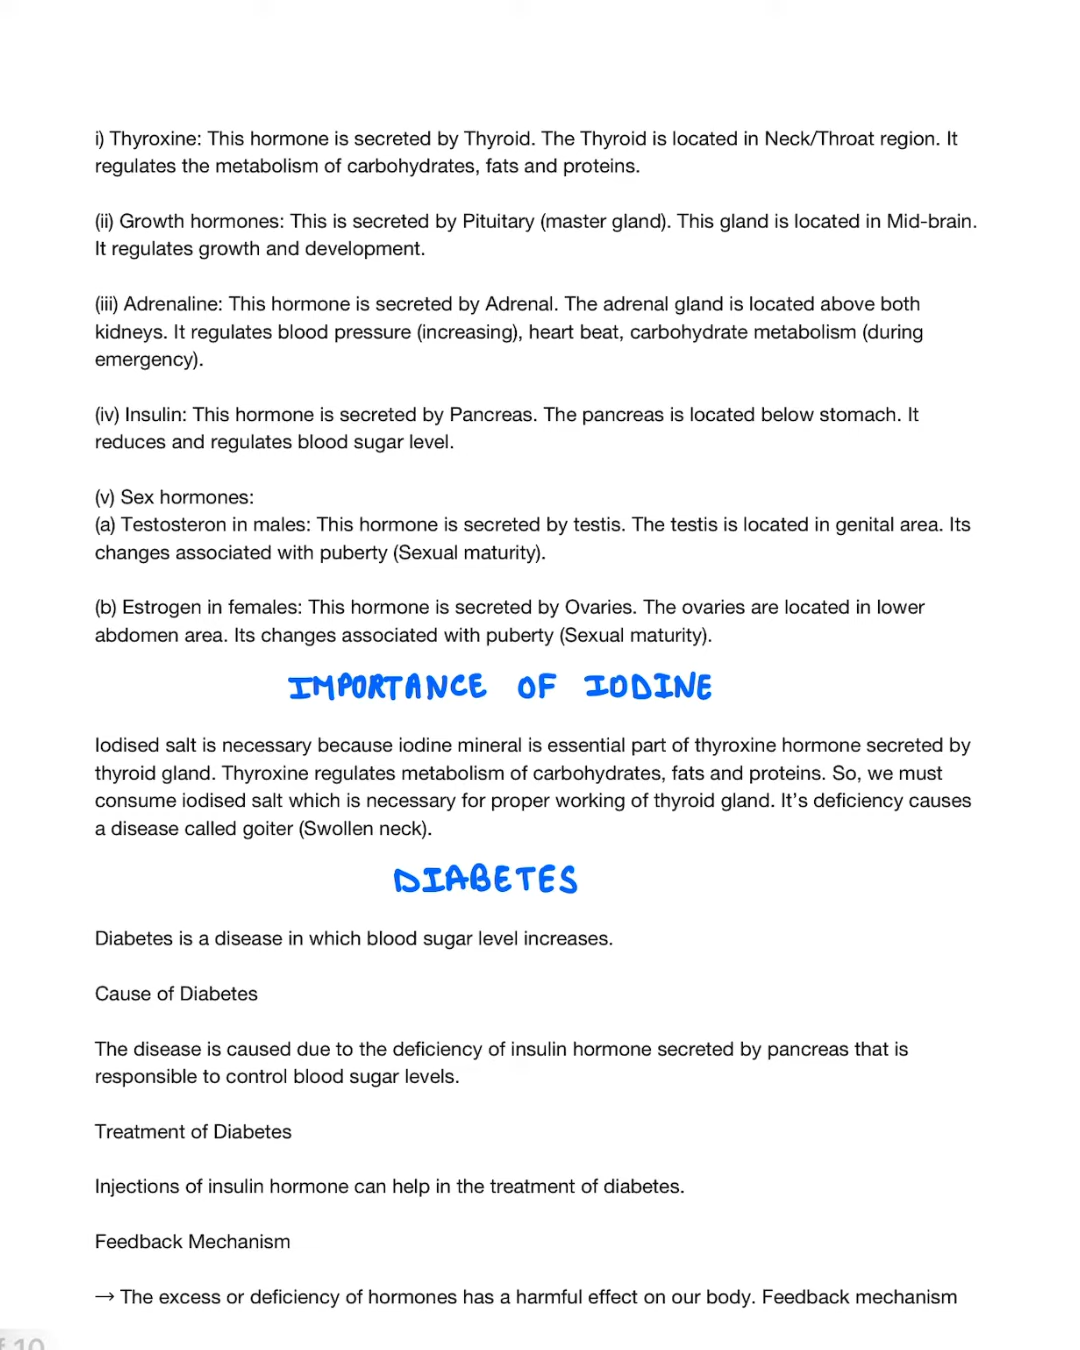 i) Thyroxine: This hormone is secreted by Thyroid. The Thyroid is located in Neck/Throat region. It
regulates the metabolism of carbohydrates, fats and proteins.
(ii) Growth hormones: This is secreted by Pituitary (master gland). This gland is located in Mid-brain.
It regulates growth and development.
(iii) Adrenaline: This hormone is secreted by Adrenal. The adrenal gland is located above both
kidneys. It regulates blood pressure (increasing), heart beat, carbohydrate metabolism (during
emergency).
(iv) Insulin: This hormone is secreted by Pancreas. The pancreas is located below stomach. It
reduces and regulates blood sugar level.
(v) Sex hormones:
(a) Testosteron in males: This hormone is secreted by testis. The testis is located in genital area. Its
changes associated with puberty (Sexual maturity).
(b) Estrogen in females: This hormone is secreted by Ovaries. The ovaries are located in lower
abdomen area. Its changes associated with puberty (Sexual maturity).
IMPORTANCE OF IODINE
Iodised salt is necessary because iodine mineral is essential part of thyroxine hormone secreted by
thyroid gland. Thyroxine regulates metabolism of carbohydrates, fats and proteins. So, we must
consume iodised salt which is necessary for proper working of thyroid gland. It's deficiency causes
a disease called goiter (Swollen neck).
DIABETES
Diabetes is a disease in which blood sugar level increases.
Cause of Diabetes
The disease is caused due to the deficiency of insulin hormone secreted by pancreas that is
responsible to control blood sugar levels.
Treatment of Diabetes
Injections of insulin hormone can help in the treatment of diabetes.
Feedback Mechanism
→ The excess or deficiency of hormones has a harmful effect on our body. Feedback mechanism
10